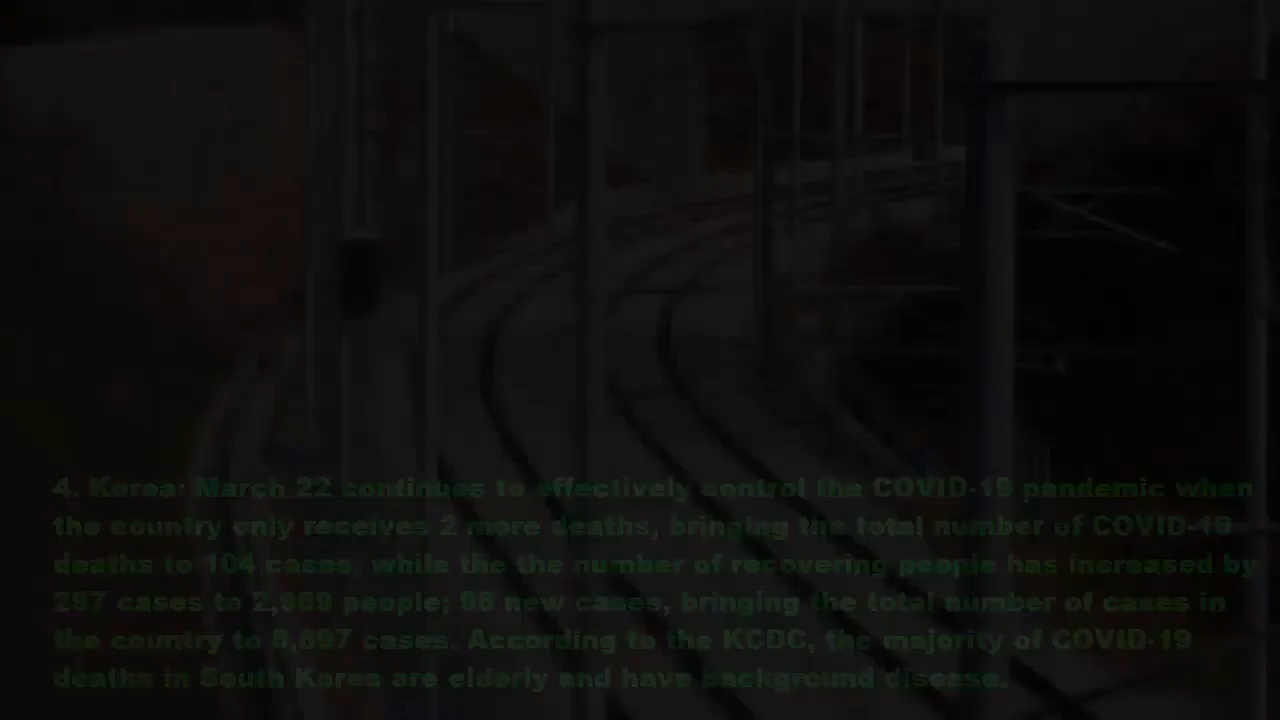 4. Korea: March 22 continues to effectively control the COVID-19 pandemic when
the country only receives 2 more deaths, bringing the total number of COVID-19
deaths to 104 cases, while the the number of recovering people has increased by
297 cases to people; 98 new cases, bringing the total number of cases in
the country to cases. According to the KCDC, the majority of COVID-19
deaths in South Korea are elderly and have background disease.